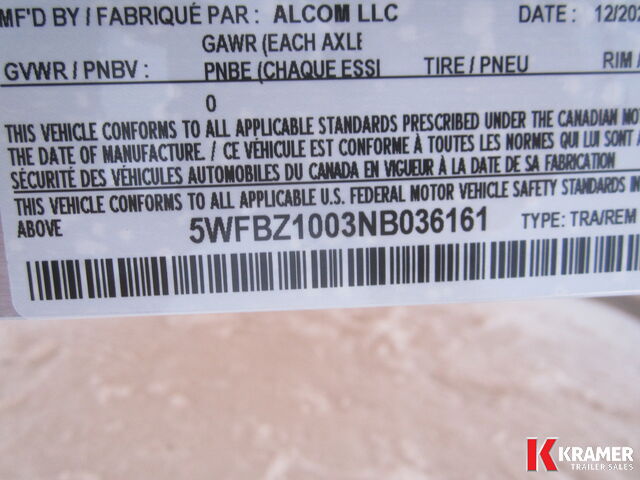 MF'D BY / FABRIQUÉ PAR : ALCOM LLC DATE : 12/202
GAWR (EACH AXLE
GVWR / PNBV : PNBE (CHAQUE ESSI TIRE / PNEU RIM /
0
THIS VEHICLE CONFORMS TO ALL APPLICABLE STANDARDS PRESCRIBED UNDER THE CANADIAN MO
THE DATE OF MANUFACTURE. / CE VÉHICULE EST CONFORME À TOUTES LES NORMES QUI LUI SONT
SÉCURITÉ DES VÉHICULES AUTOMOBILES DU CANADA EN VIGUEUR À LA DATE DE SA FABRICATION
THIS VEHICLE CONFORMS TO ALL APPLICABLE U.S. FEDERAL MOTOR VEHICLE SAFETY STANDARDS IN
ABOVE 5WFBZ1003NB036161 TYPE: TRA/REM
K KRAMER
TRAILER SALES